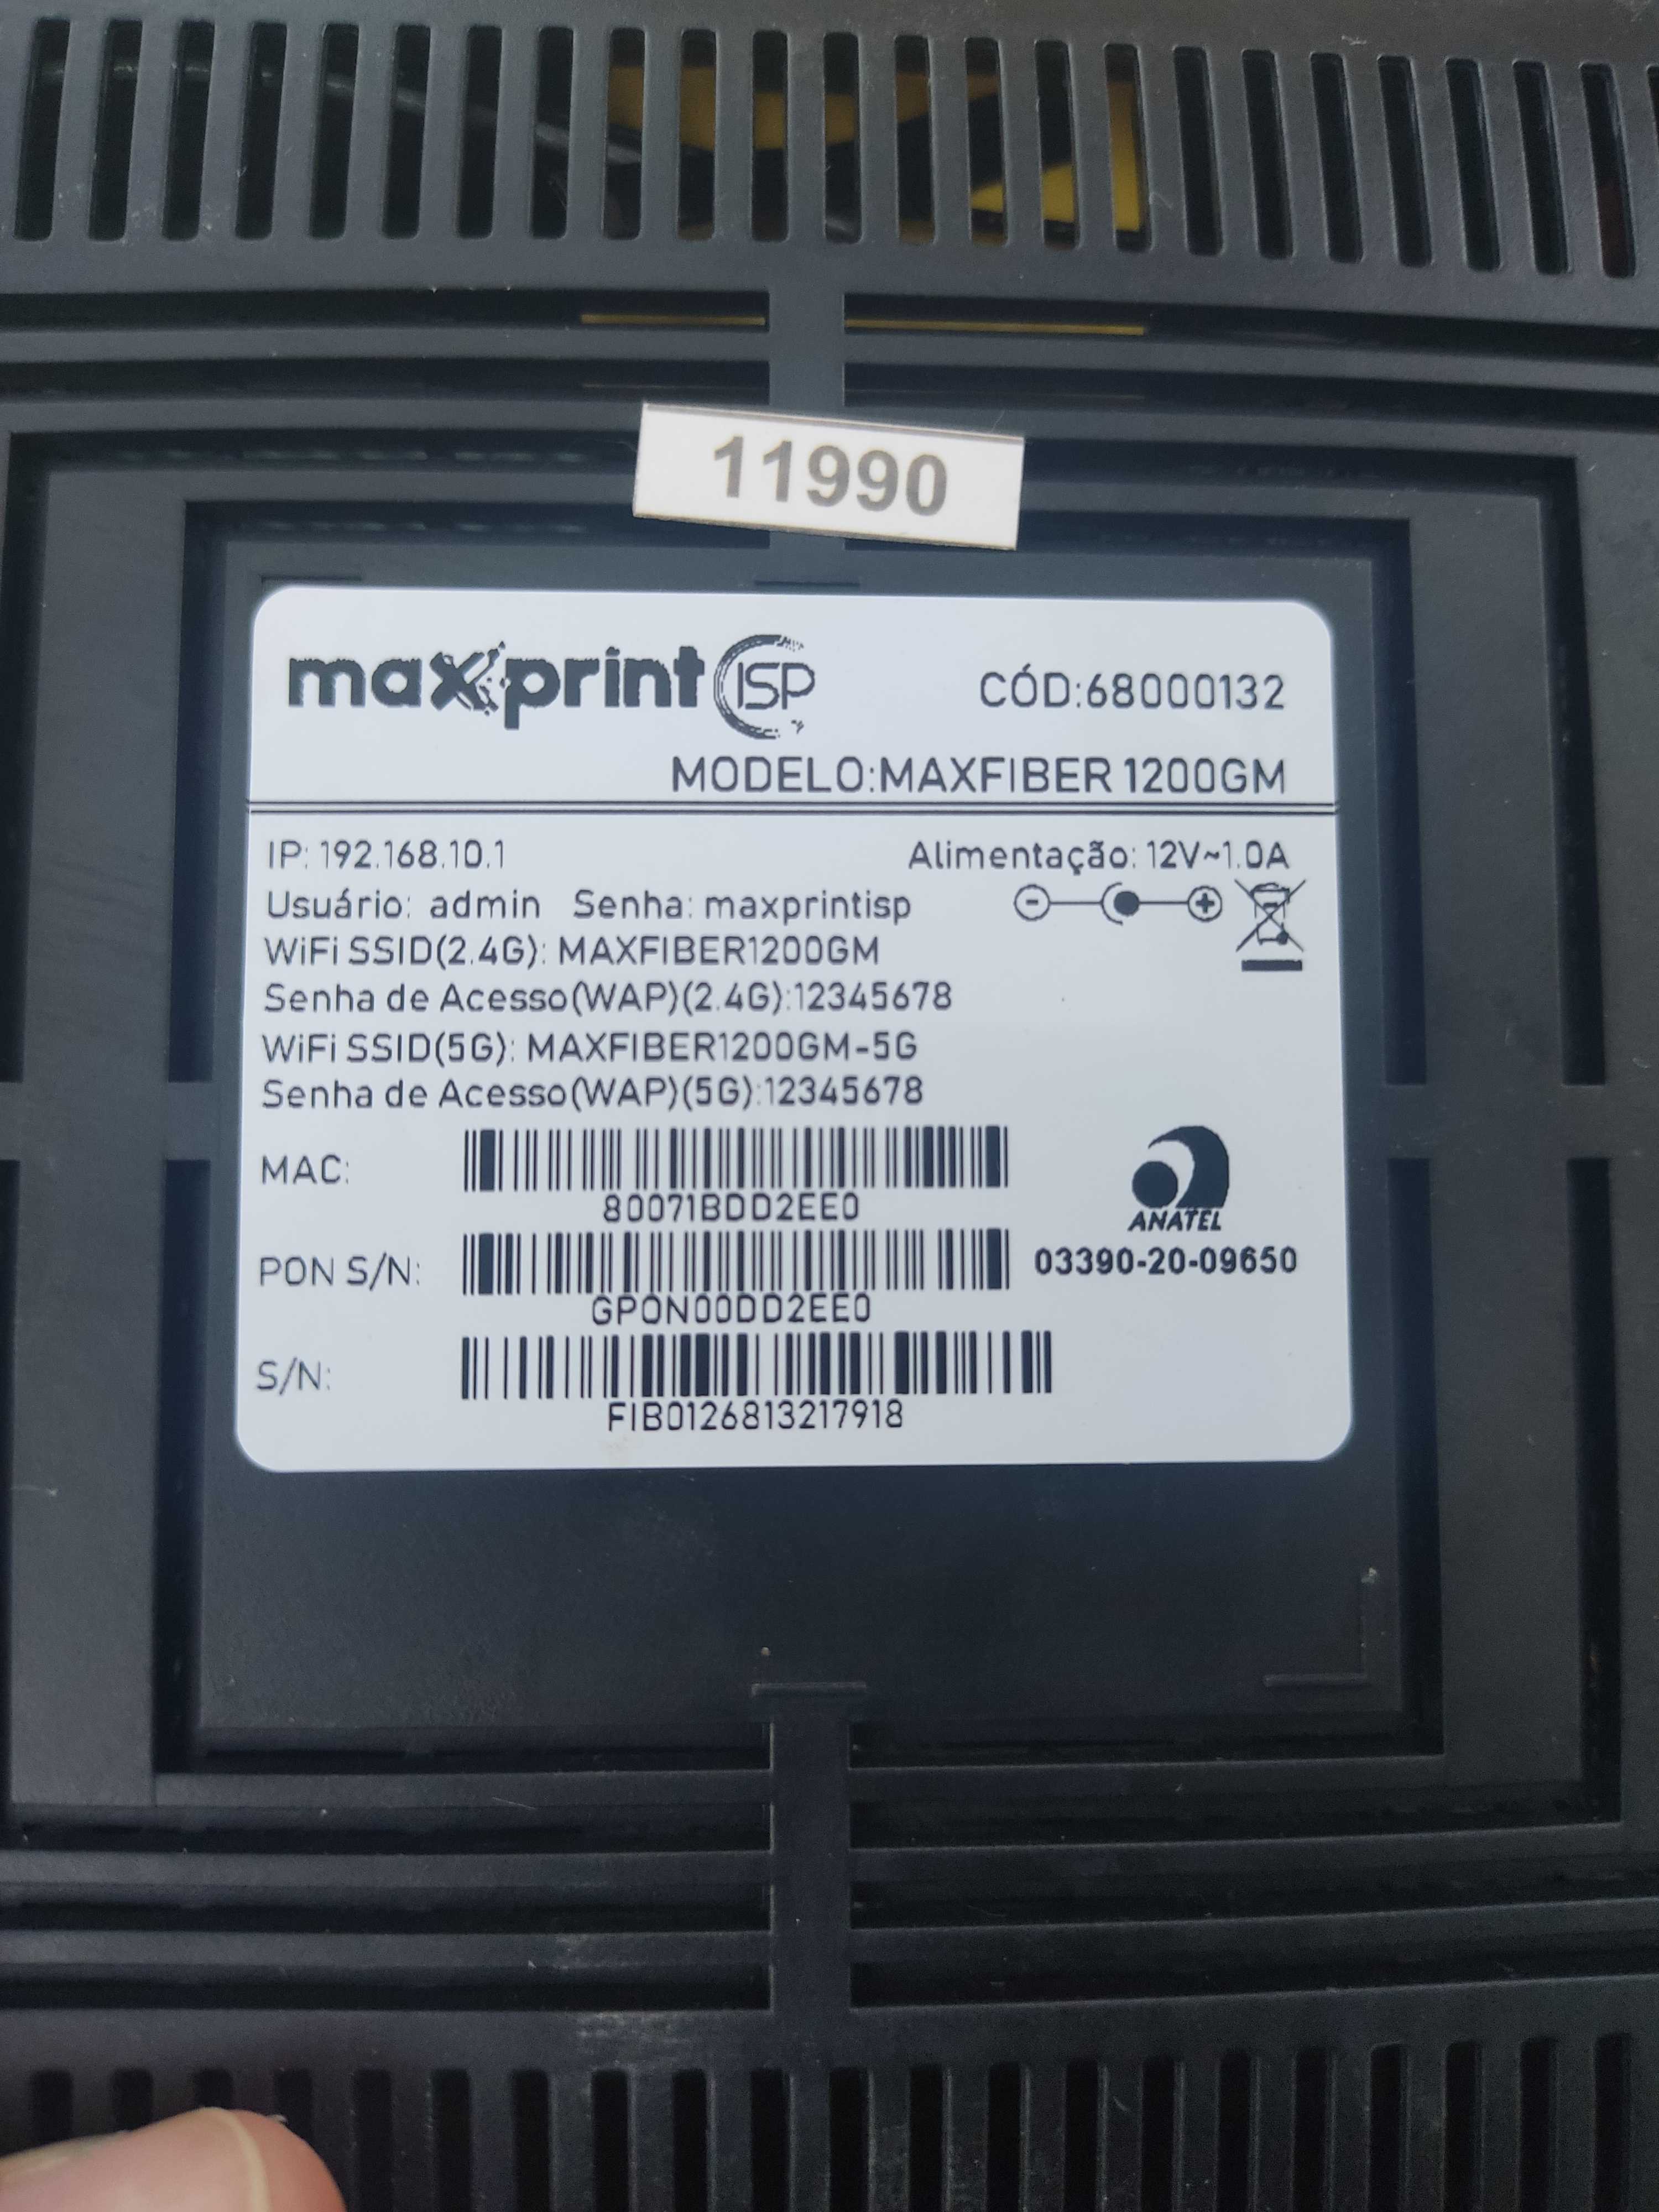 11990
maxprint ISP
CÓD:68000132
MODELO:MAXFIBER 1200GM
IP: 192.168.10.1 Alimentação: 12V~1.0A
Usuário: admin Senha: maxprintisp
WiFi SSID(2.4G): MAXFIBER1200GM
Senha de Acesso(WAP)(2.4G):12345678
WiFi SSID(5G): MAXFIBER1200GM-5G
Senha de Acesso(WAP)(5G):12345678
MAC:
80071BDD2EE0
ANATEL
PON S/N:
03390-20-09650
GPON00DD2EE0
S/N:
FIB0126813217918